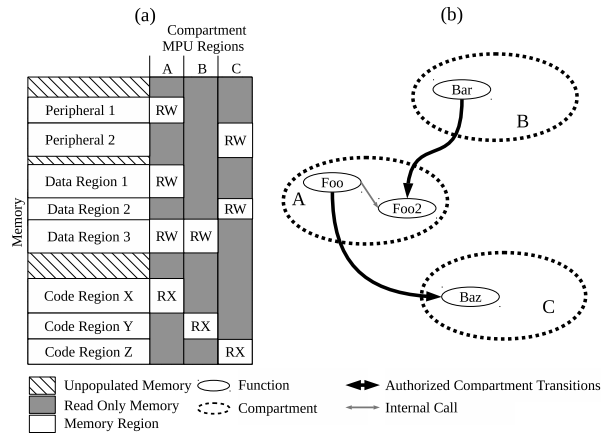 (a)
Compartment
MPU Regions
A B C
Peripheral 1 RW
Peripheral 2 RW
Data Region 1 RW
Data Region 2 RW
Data Region 3 RW RW
Code Region X RX
Code Region Y RX
Code Region Z RX
Memory
(b)
Bar
B
Foo
A
Foo2
Baz
C
Unpopulated Memory
Read Only Memory
Memory Region
Function
Compartment
Authorized Compartment Transitions
Internal Call